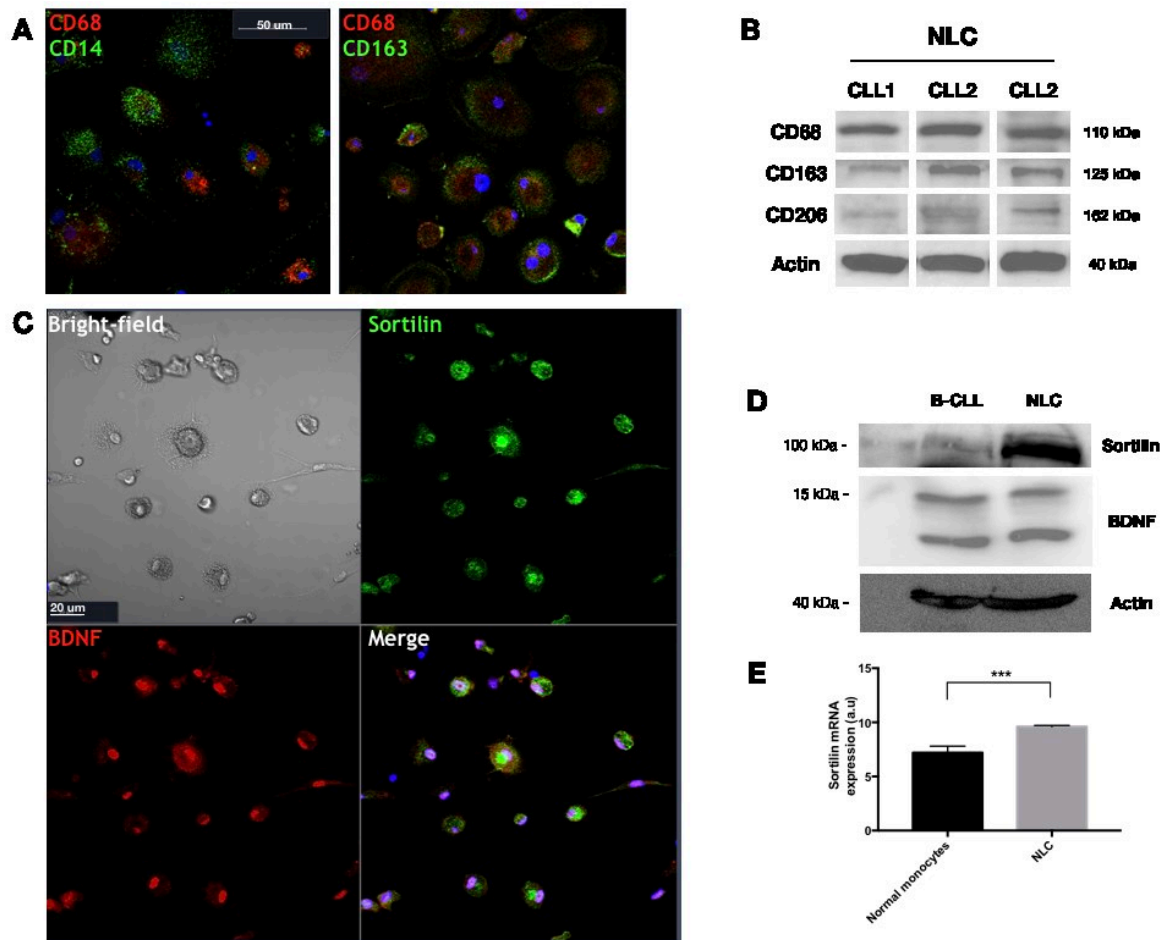 A
CD68
CD14
50 um
CD68
CD163
B
NLC
CLL1 CLL2 CLL2
CD68 110 kDa
CD163 125 kDa
CD206 162 kDa
Actin 40 kDa
C
Bright-field
Sortilin
20 um
BDNF
Merge
D
B-CLL NLC
100 kDa - Sortilin
15 kDa -
BDNF
40 kDa - Actin
E
Sortilin mRNA
expression (a.u)
15
10
5
0
***
Normal monocytes
NLC